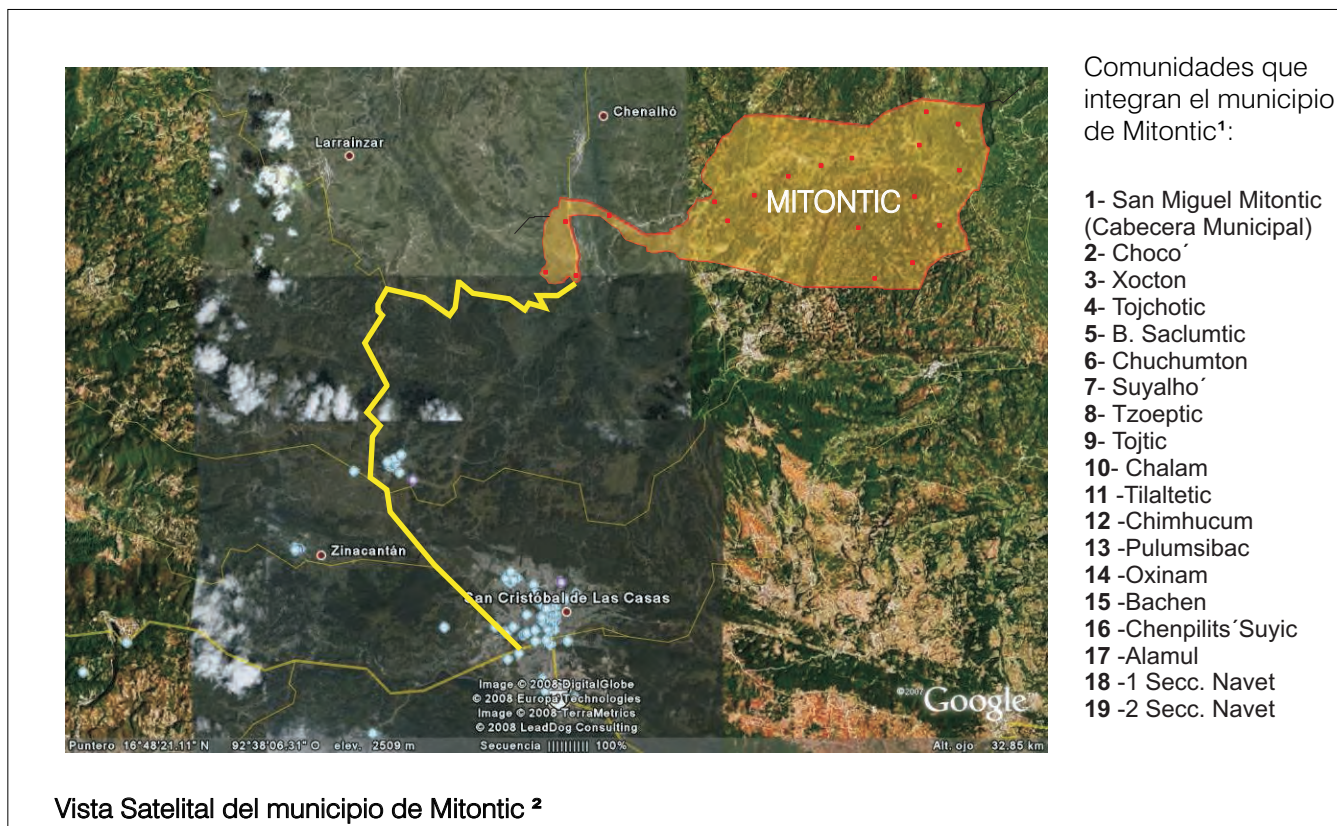 Comunidades que
integran el municipio
de Mitontic¹:
1- San Miguel Mitontic
(Cabecera Municipal)
2- Choco´
3- Xocton
4- Tojchotic
5- B. Saclumtic
6- Chuchumton
7- Suyalho´
8- Tzoeptic
9- Tojtic
10- Chalam
11 -Tilaltetic
12 -Chimhucum
13 -Pulumsibac
14 -Oxinam
15 -Bachen
16 -Chenpilits´Suyic
17 -Alamul
18 -1 Secc. Navet
19 -2 Secc. Navet
Chenalhó
Larrainzar
MITONTIC
Zinacantán
San Cristóbal de Las Casas
Image © 2008 DigitalGlobe
© 2008 Europa Technologies
Image © 2008 TerraMetrics
© 2008 LeadDog Consulting
©2007 Google
Puntero 16°48'21.11" N 92°38'06.31" O elev. 2509 m Secuencia |||||||||| 100% Alt. ojo 32.85 km
Vista Satelital del municipio de Mitontic ²